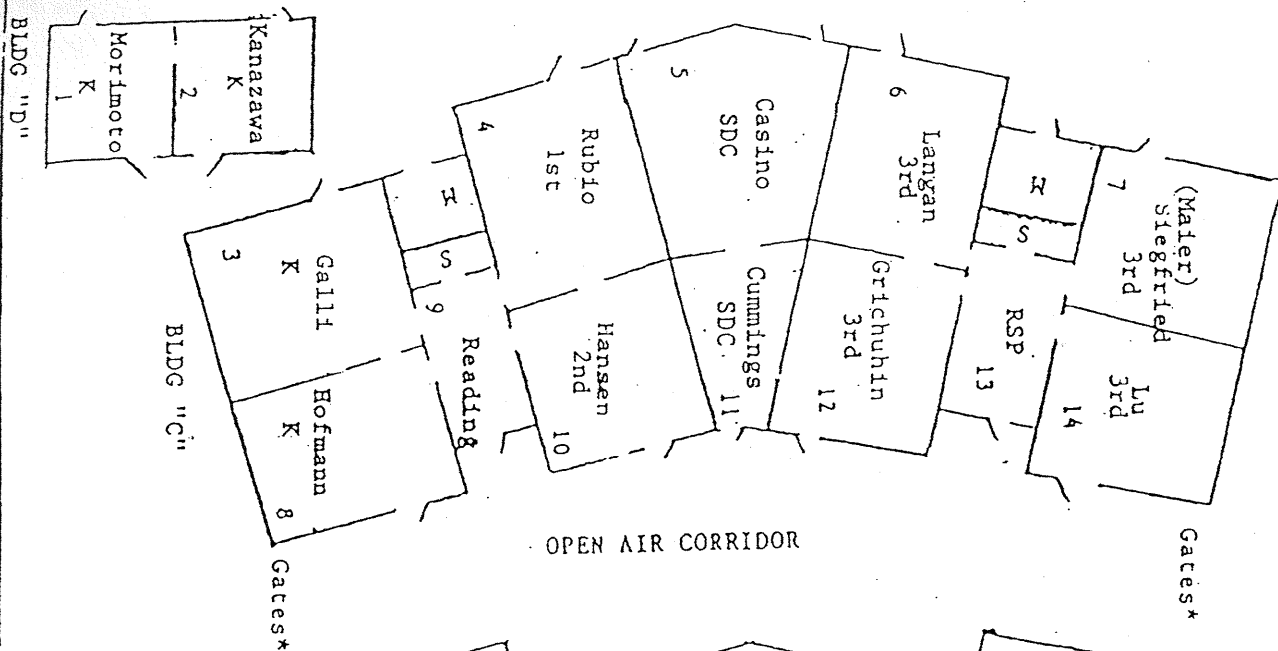 Kanazawa
K
2
Morimoto
K
1
BLDG "D"
5
Casino
SDC
6
Langan
3rd
W
S
7
(Maier)
Siegfried
3rd
4
Rubio
1st
W
S
9
Reading
3
Galli
K
Hofmann
K
8
BLDG "C"
Hansen
2nd
10
Cummings
SDC
11
Grichuhin
3rd
12
RSP
13
Lu
3rd
14
OPEN AIR CORRIDOR
Gates*
Gates*